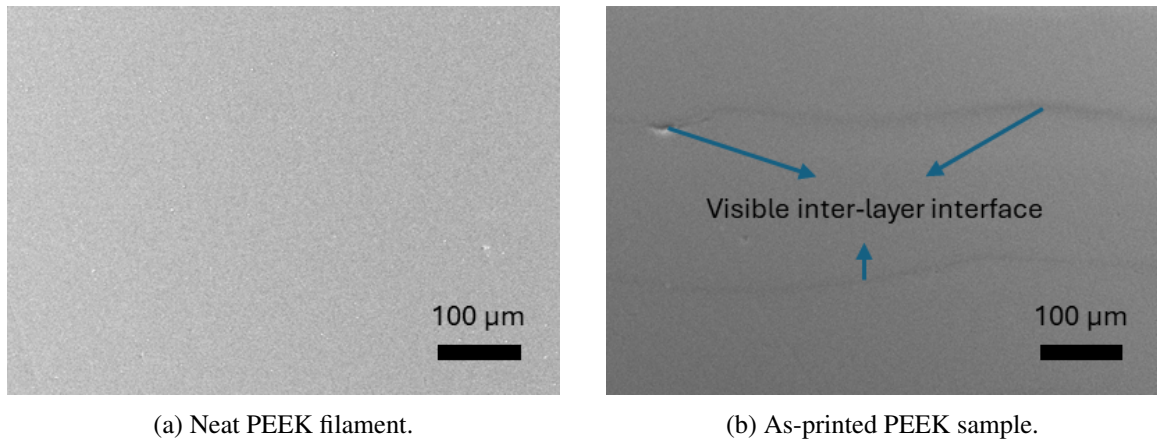 100 µm
Visible inter-layer interface
100 µm
(a) Neat PEEK filament.
(b) As-printed PEEK sample.